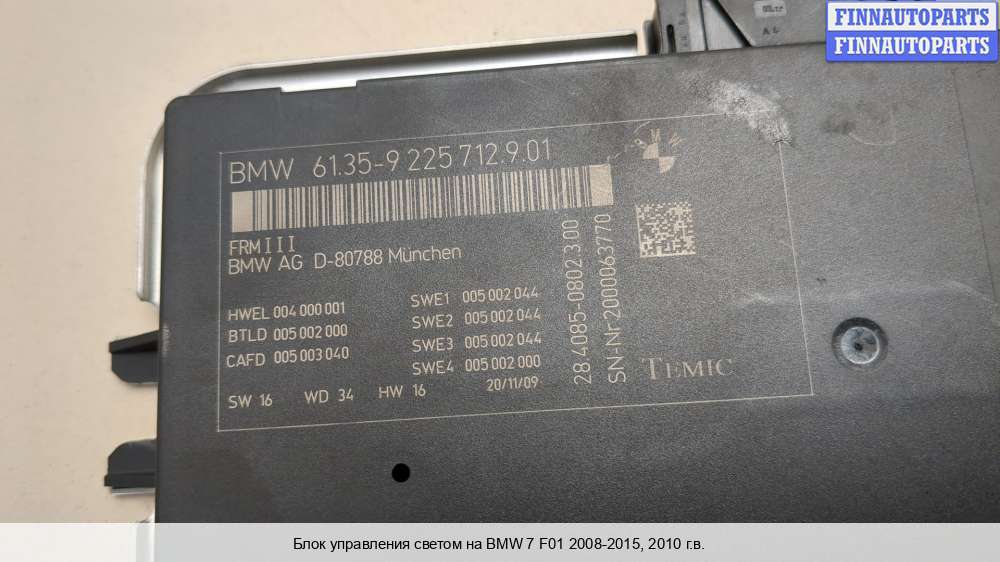 FINNAUTOPARTS
FINNAUTOPARTS
BMW 61.35-9 225 712.9.01
FRM III
BMW AG D-80788 München
HWEL 004 000 001
BTLD 005 002 000
CAFD 005 003 040
SWE1 005 002 044
SWE2 005 002 044
SWE3 005 002 044
SWE4 005 002 000
SW 16 WD 34 HW 16 20/11/09
28.4085-0802.3.00
SN-Nr2000063770
TEMIC
Блок управления светом на BMW 7 F01 2008-2015, 2010 г.в.